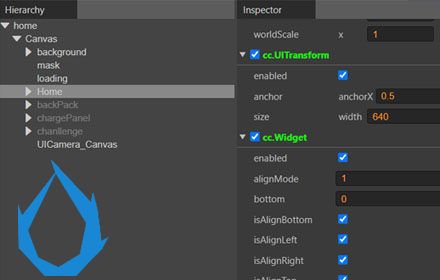 Hierarchy
home
Canvas
background
mask
loading
Home
backPack
chargePanel
chanllenge
UICamera_Canvas
Inspector
worldScale x 1
cc.UITransform
enabled
anchor anchorX 0.5
size width 640
cc.Widget
enabled
alignMode 1
bottom 0
isAlignBottom
isAlignLeft
isAlignRight